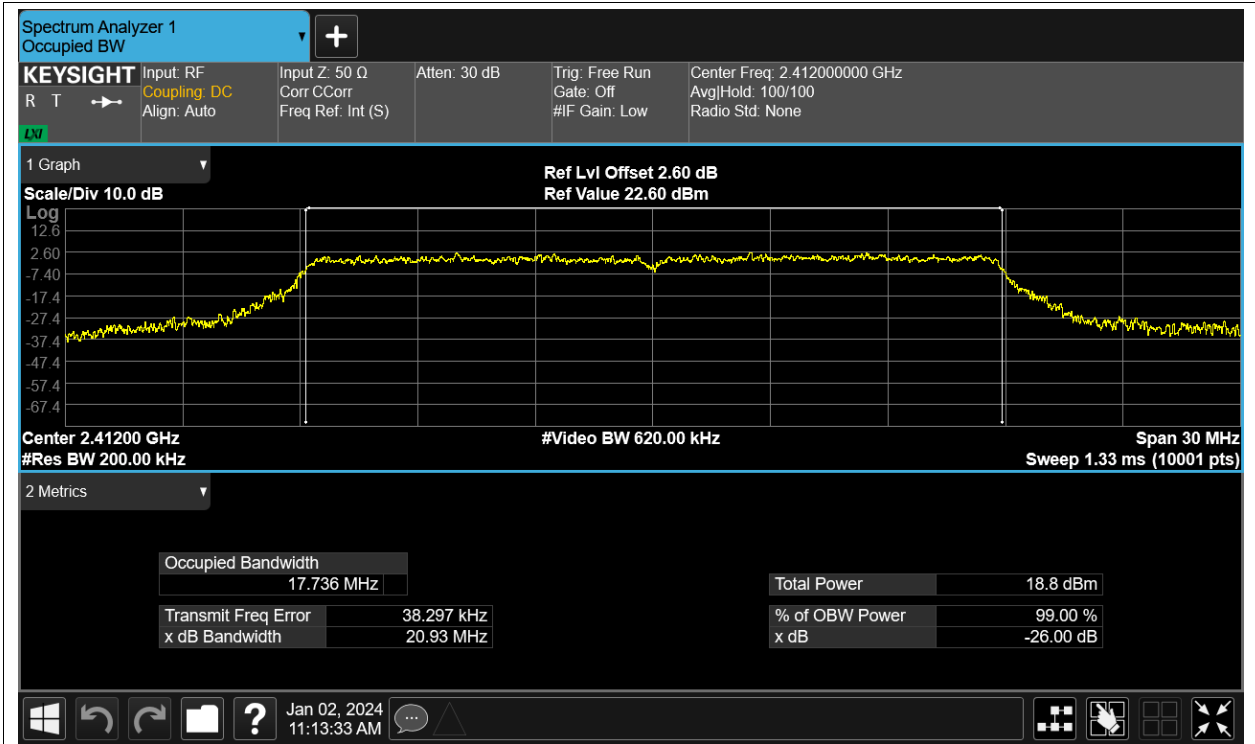 Spectrum Analyzer 1
Occupied BW
KEYSIGHT
R T
LXI
Input: RF
Coupling: DC
Align: Auto
Input Z: 50 Ω
Corr CCorr
Freq Ref: Int (S)
Atten: 30 dB
Trig: Free Run
Gate: Off
#IF Gain: Low
Center Freq: 2.412000000 GHz
Avg|Hold: 100/100
Radio Std: None
1 Graph
Scale/Div 10.0 dB
Ref Lvl Offset 2.60 dB
Ref Value 22.60 dBm
Log
12.6
2.60
-7.40
-17.4
-27.4
-37.4
-47.4
-57.4
-67.4
Center 2.41200 GHz
#Res BW 200.00 kHz
#Video BW 620.00 kHz
Span 30 MHz
Sweep 1.33 ms (10001 pts)
2 Metrics
Occupied Bandwidth
17.736 MHz
Transmit Freq Error 38.297 kHz
x dB Bandwidth 20.93 MHz
Total Power 18.8 dBm
% of OBW Power 99.00 %
x dB -26.00 dB
?
Jan 02, 2024
11:13:33 AM